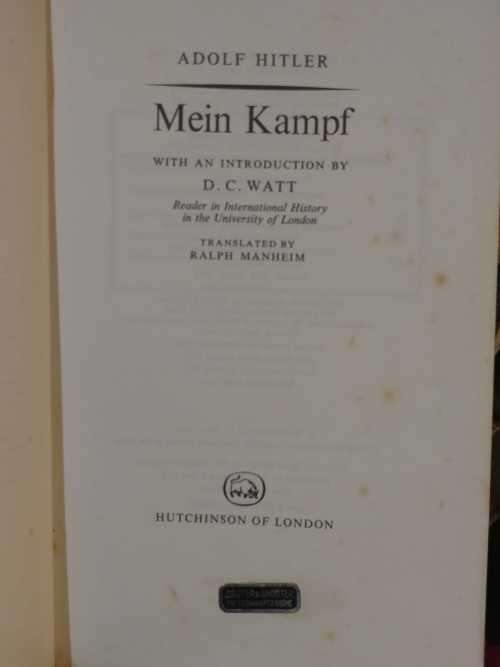 ADOLF HITLER
Mein Kampf
WITH AN INTRODUCTION BY
D. C. WATT
Reader in International History
in the University of London
TRANSLATED BY
RALPH MANHEIM
HUTCHINSON OF LONDON